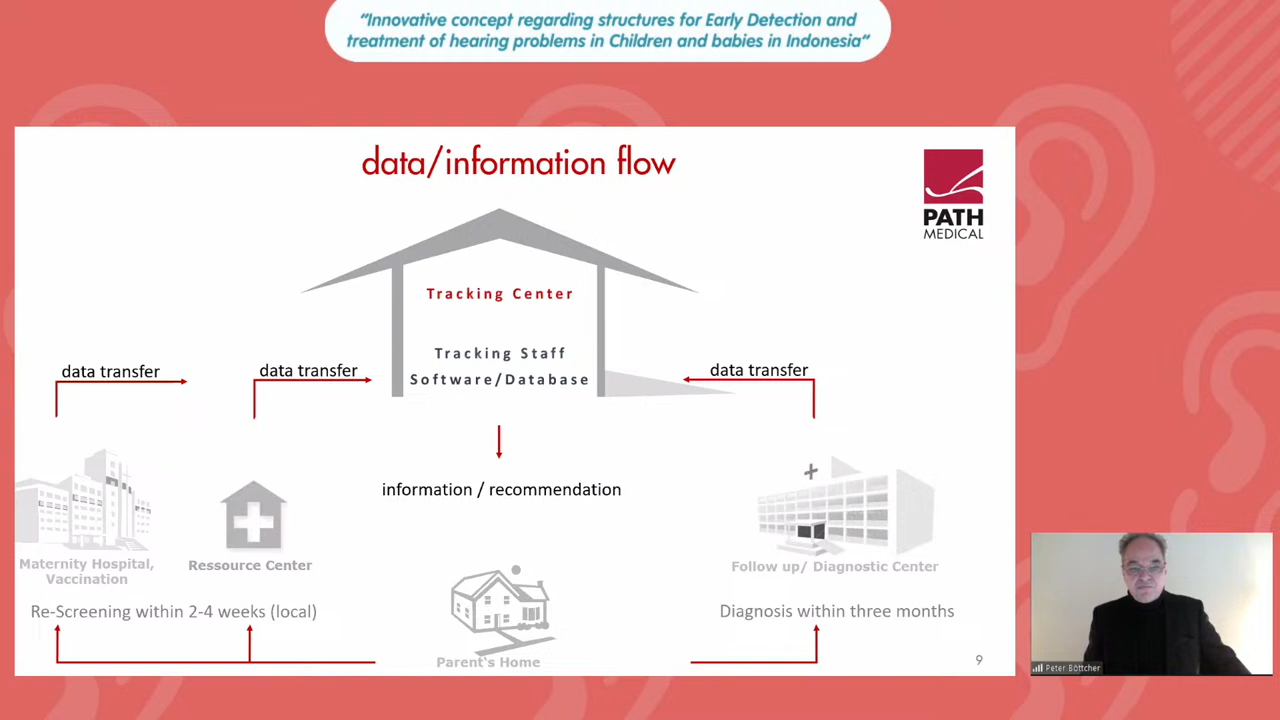 “Innovative concept regarding structures for Early Detection and
treatment of hearing problems in Children and babies in Indonesia“
data/information flow
PATH
MEDICAL
Tracking Center
Tracking Staff
Software/Database
data transfer
data transfer
data transfer
information / recommendation
Maternity Hospital,
Vaccination
Ressource Center
Follow up/ Diagnostic Center
Re-Screening within 2-4 weeks (local)
Diagnosis within three months
Parent‘s Home
9
Peter Böttcher